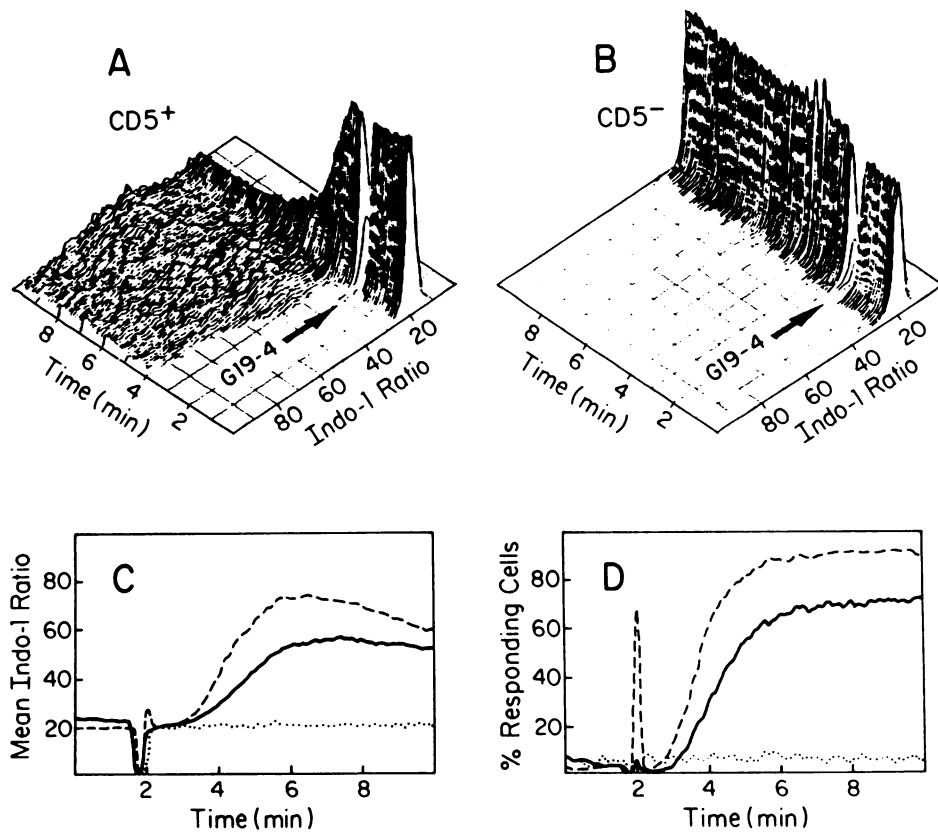 A
CD5+
G19-4
8
6
4
2
Time (min)
80
60
40
20
Indo-1 Ratio
B
CD5−
G19-4
8
6
4
2
Time (min)
80
60
40
20
Indo-1 Ratio
C
Mean Indo-1 Ratio
80
60
40
20
2
4
6
8
Time (min)
D
% Responding Cells
80
60
40
20
2
4
6
8
Time (min)